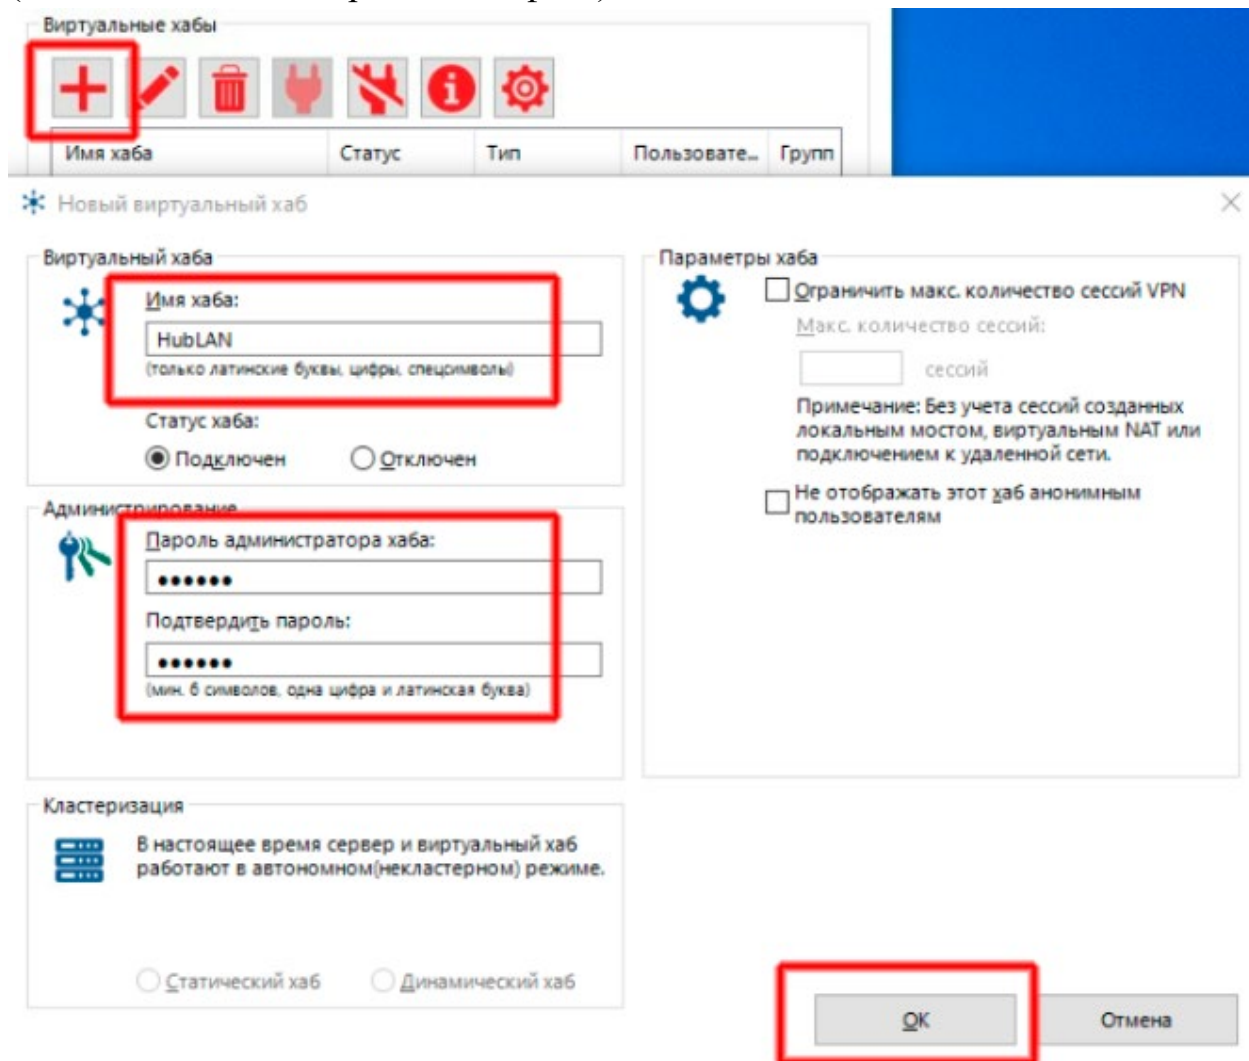 Виртуальные хабы
Имя хаба Статус Тип Пользовате... Групп
Новый виртуальный хаб
Виртуальный хаба
Имя хаба:
HubLAN
(только латинские буквы, цифры, спецсимволы)
Статус хаба:
Подключен Отключен
Администрирование
Пароль администратора хаба:
••••••
Подтвердить пароль:
••••••
(мин. 6 символов, одна цифра и латинская буква)
Кластеризация
В настоящее время сервер и виртуальный хаб
работают в автономном(некластерном) режиме.
Статический хаб Динамический хаб
Параметры хаба
Ограничить макс. количество сессий VPN
Макс. количество сессий:
сессий
Примечание: Без учета сессий созданных
локальным мостом, виртуальным NAT или
подключением к удаленной сети.
Не отображать этот хаб анонимным
пользователям
OK Отмена